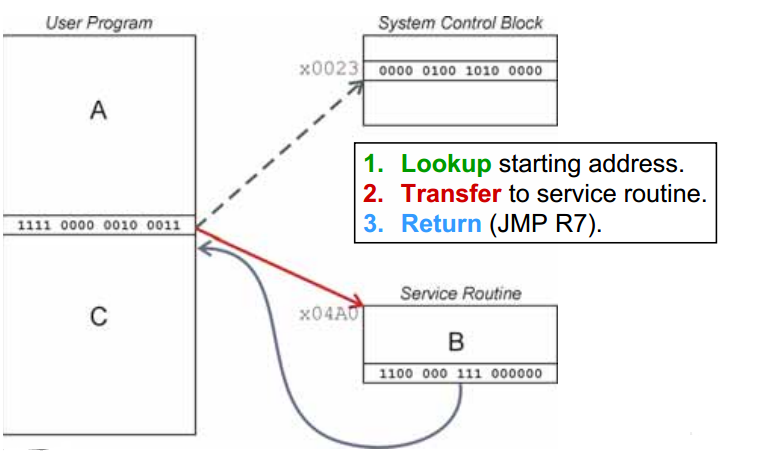 User Program
System Control Block
x0023
0000 0100 1010 0000
A
1. Lookup starting address.
2. Transfer to service routine.
3. Return (JMP R7).
1111 0000 0010 0011
Service Routine
x04A0
C
B
1100 000 111 000000